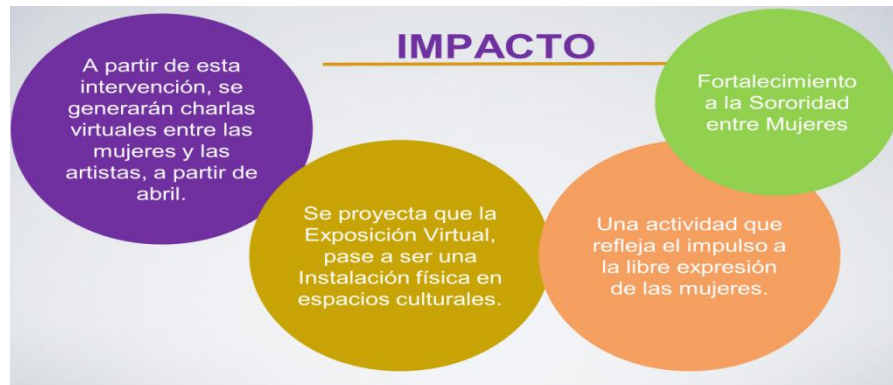 IMPACTO
A partir de esta
intervención, se
generarán charlas
virtuales entre las
mujeres y las
artistas, a partir de
abril.
Se proyecta que la
Exposición Virtual,
pase a ser una
Instalación física en
espacios culturales.
Una actividad que
refleja el impulso a
la libre expresión
de las mujeres.
Fortalecimiento
a la Sororidad
entre Mujeres